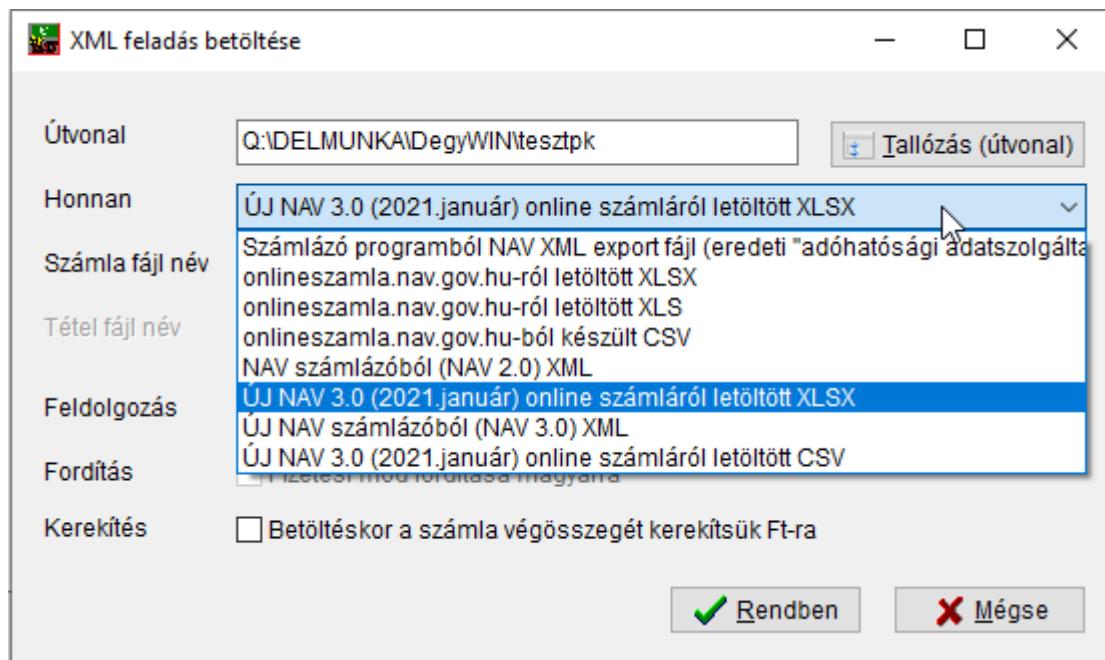 XML feladás betöltése
Útvonal
Q:\DELMUNKA\DegyWIN\tesztpk
Tallózás (útvonal)
Honnan
ÚJ NAV 3.0 (2021.január) online számláról letöltött XLSX
Számlázó programból NAV XML export fájl (eredeti "adóhatósági adatszolgálta
Számla fájl név
onlineszamla.nav.gov.hu-ról letöltött XLSX
onlineszamla.nav.gov.hu-ról letöltött XLS
Tétel fájl név
onlineszamla.nav.gov.hu-ból készült CSV
NAV számlázóból (NAV 2.0) XML
ÚJ NAV 3.0 (2021.január) online számláról letöltött XLSX
Feldolgozás
ÚJ NAV számlázóból (NAV 3.0) XML
ÚJ NAV 3.0 (2021.január) online számláról letöltött CSV
Fordítás
Fizetési mód fordítása magyarra
Kerekítés
Betöltéskor a számla végösszegét kerekítsük Ft-ra
Rendben
Mégse